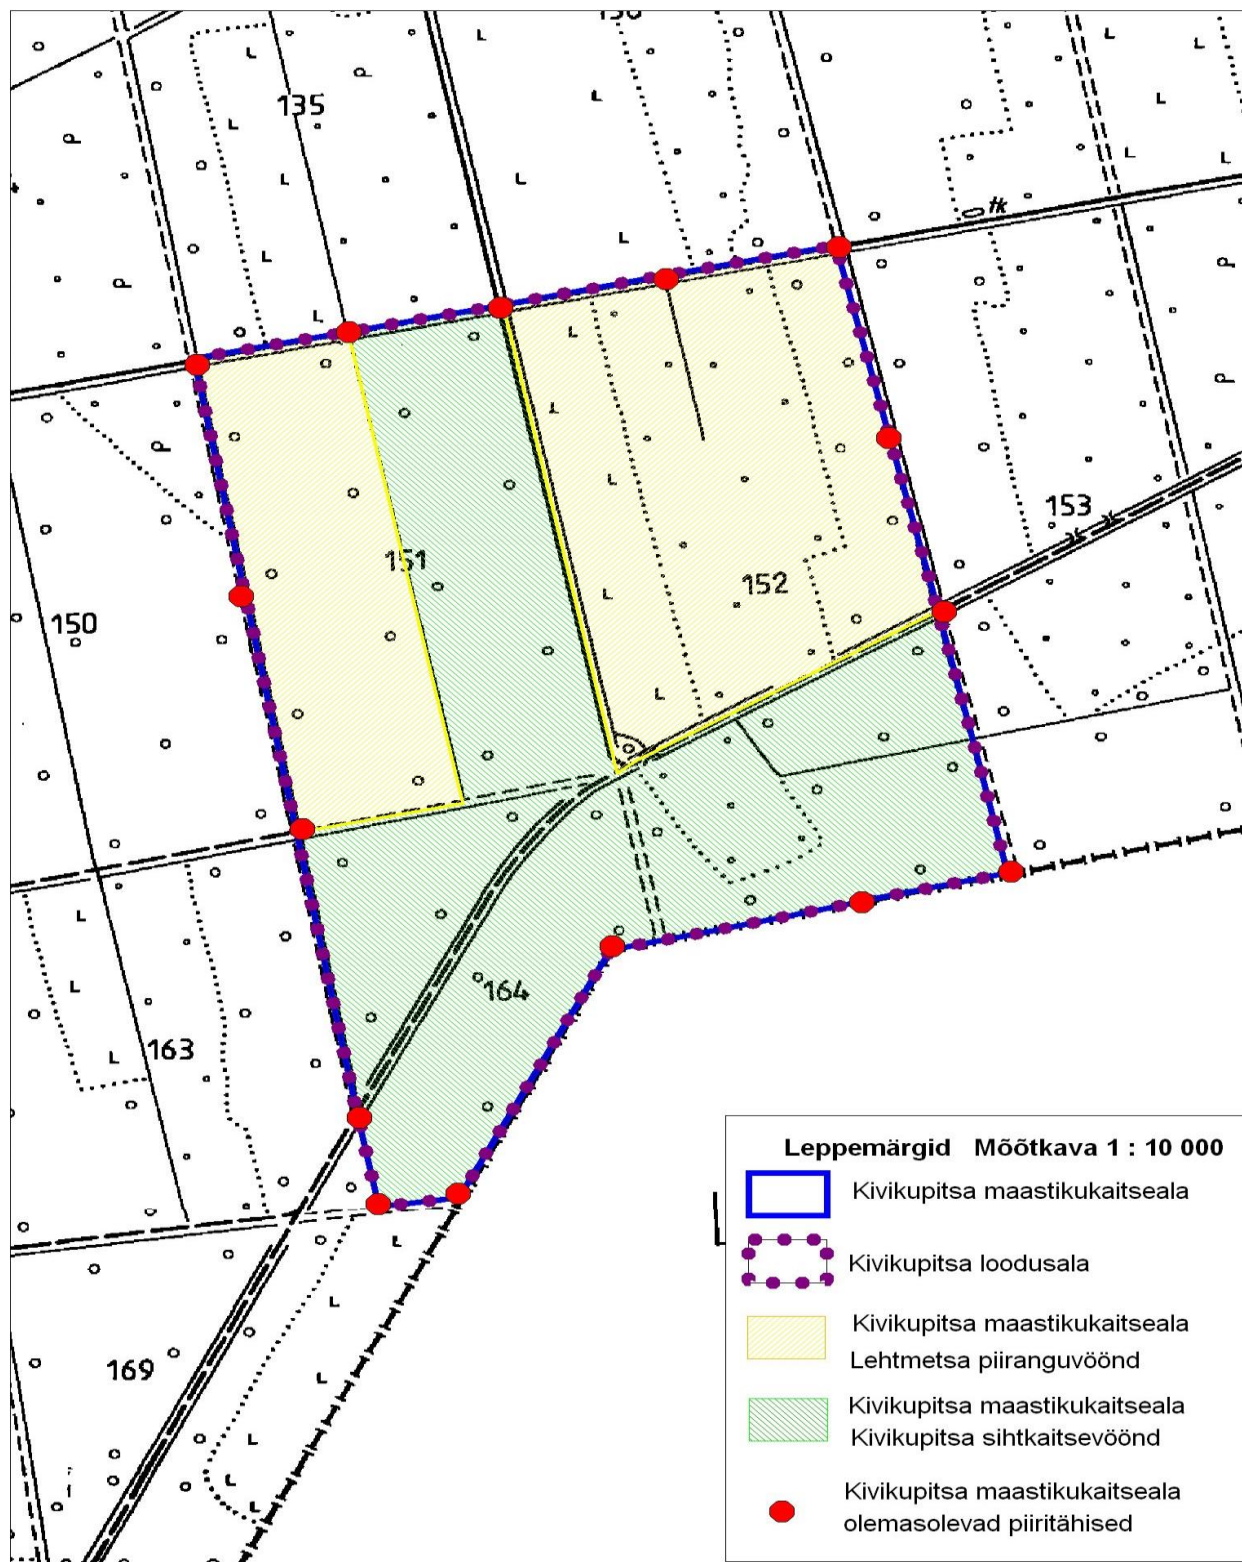 135
tk
153
151
152
150
164
163
169
Leppemärgid Mõõtkava 1 : 10 000
Kivikupitsa maastikukaitseala
Kivikupitsa loodusala
Kivikupitsa maastikukaitseala
Lehtmetsa piiranguvöönd
Kivikupitsa maastikukaitseala
Kivikupitsa sihtkaitsevöönd
Kivikupitsa maastikukaitseala
olemasolevad piiritähised